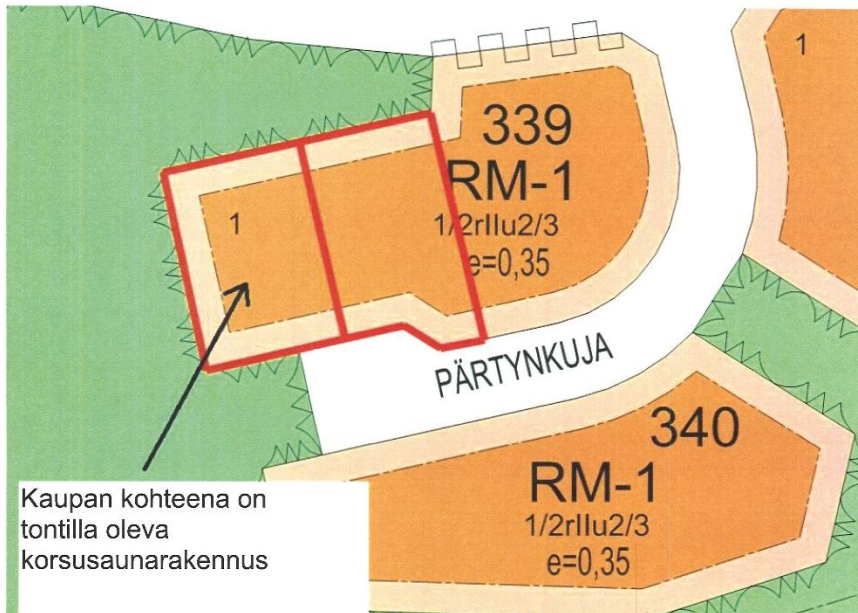 1
339
RM-1
1/2rIIu2/3
e=0,35
1
PÄRTYNKUJA
340
RM-1
1/2rIIu2/3
e=0,35
Kaupan kohteena on
tontilla oleva
korsusaunarakennus